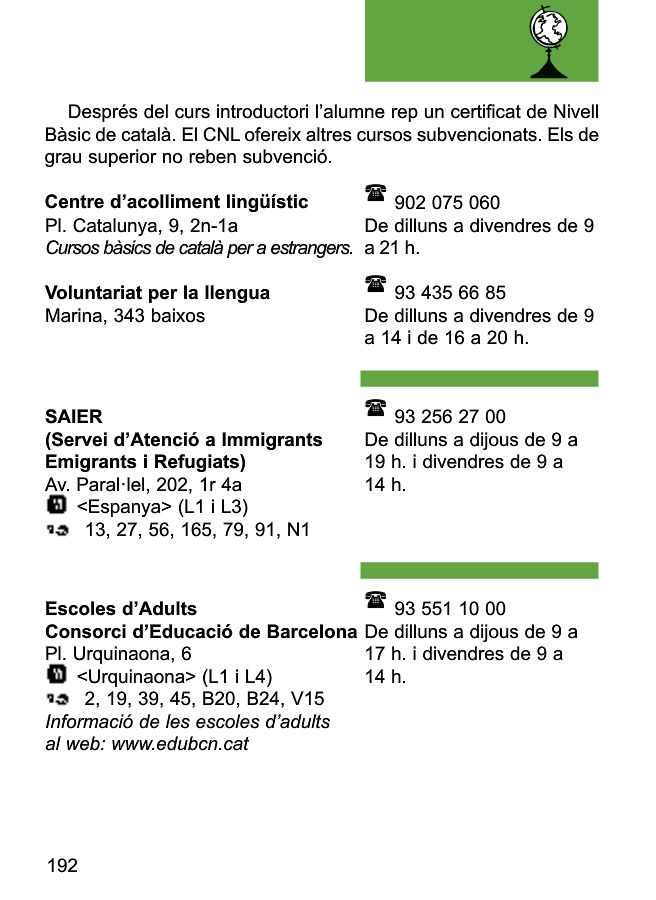 Després del curs introductori l’alumne rep un certificat de Nivell
Bàsic de català. El CNL ofereix altres cursos subvencionats. Els de
grau superior no reben subvenció.
Centre d’acolliment lingüístic
Pl. Catalunya, 9, 2n-1a
Cursos bàsics de català per a estrangers.
☎ 902 075 060
De dilluns a divendres de 9
a 21 h.
Voluntariat per la llengua
Marina, 343 baixos
☎ 93 435 66 85
De dilluns a divendres de 9
a 14 i de 16 a 20 h.
SAIER
(Servei d’Atenció a Immigrants
Emigrants i Refugiats)
Av. Paral·lel, 202, 1r 4a
<Espanya> (L1 i L3)
13, 27, 56, 165, 79, 91, N1
☎ 93 256 27 00
De dilluns a dijous de 9 a
19 h. i divendres de 9 a
14 h.
Escoles d’Adults
Consorci d’Educació de Barcelona
Pl. Urquinaona, 6
<Urquinaona> (L1 i L4)
2, 19, 39, 45, B20, B24, V15
Informació de les escoles d’adults
al web: www.edubcn.cat
☎ 93 551 10 00
De dilluns a dijous de 9 a
17 h. i divendres de 9 a
14 h.
192